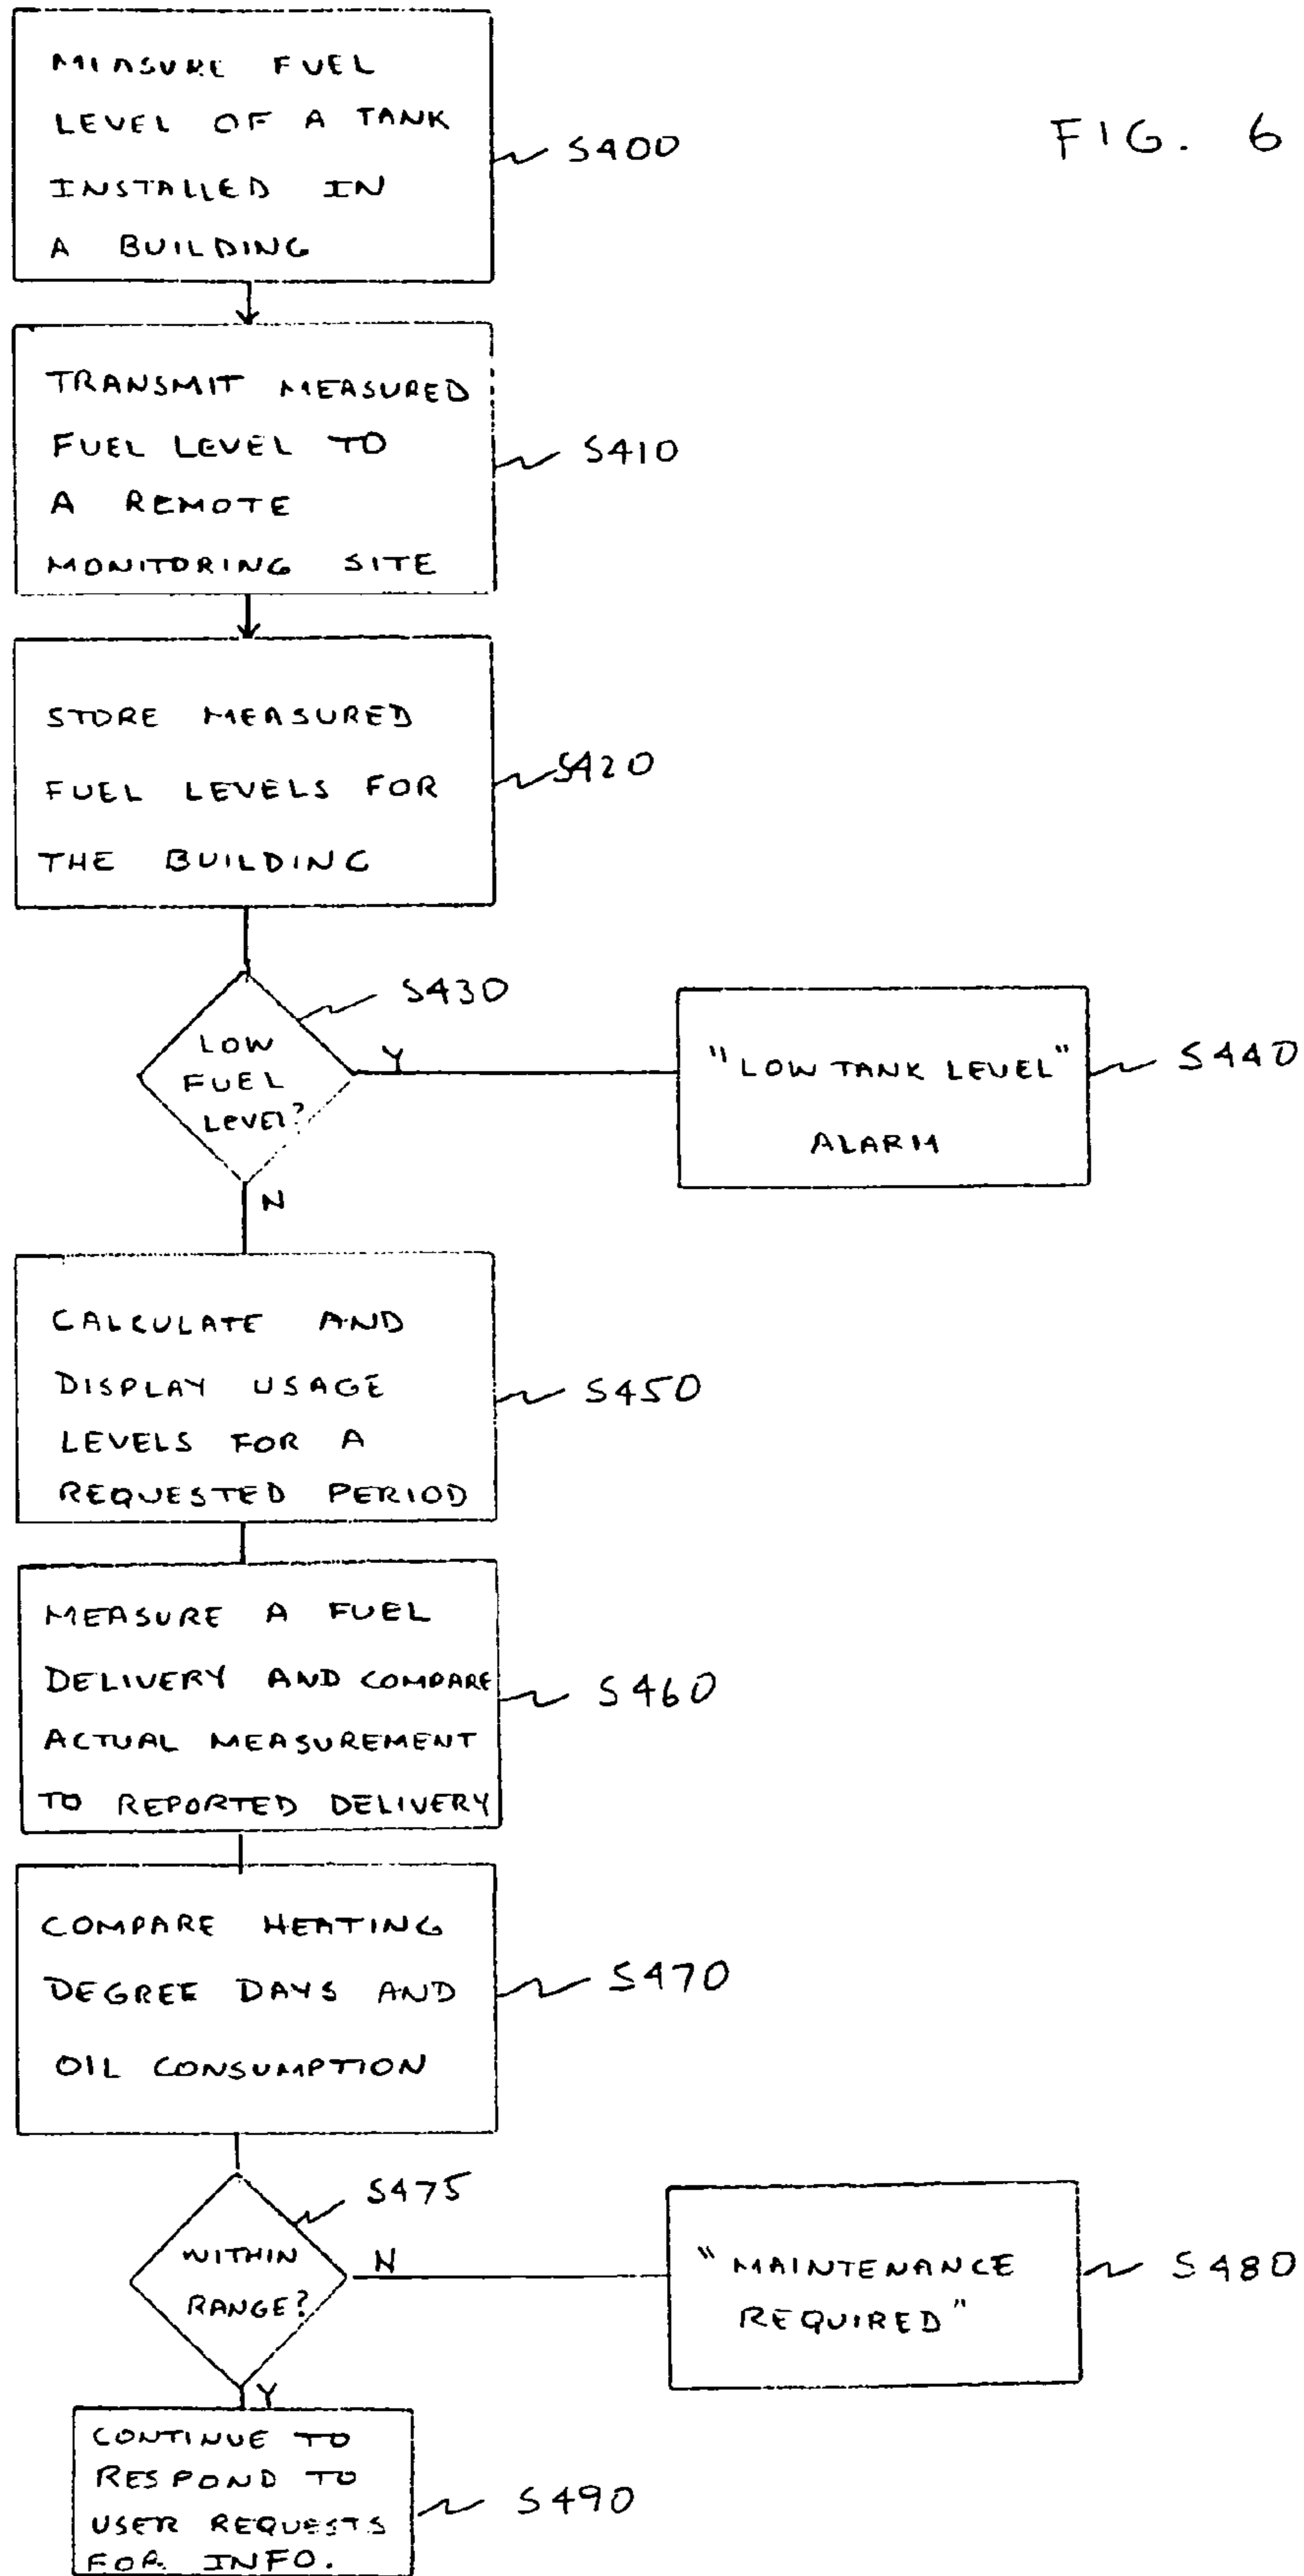 FIG. 6
MEASURE FUEL
LEVEL OF A TANK
INSTALLED IN
A BUILDING
S400
TRANSMIT MEASURED
FUEL LEVEL TO
A REMOTE
MONITORING SITE
S410
STORE MEASURED
FUEL LEVELS FOR
THE BUILDING
S420
S430
LOW
FUEL
LEVEL?
Y
N
"LOW TANK LEVEL"
ALARM
S440
CALCULATE AND
DISPLAY USAGE
LEVELS FOR A
REQUESTED PERIOD
S450
MEASURE A FUEL
DELIVERY AND COMPARE
ACTUAL MEASUREMENT
TO REPORTED DELIVERY
S460
COMPARE HEATING
DEGREE DAYS AND
OIL CONSUMPTION
S470
S475
WITHIN
RANGE?
N
Y
"MAINTENANCE
REQUIRED"
S480
CONTINUE TO
RESPOND TO
USER REQUESTS
FOR INFO.
S490